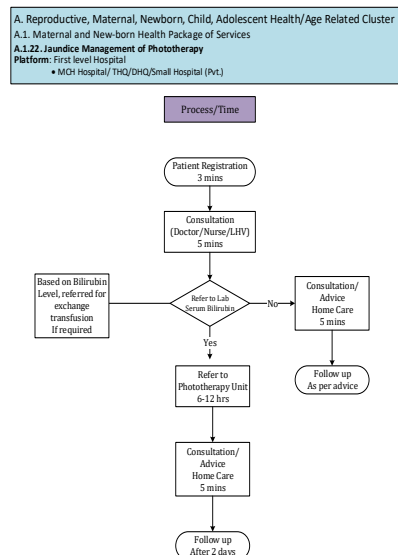 A. Reproductive, Maternal, Newborn, Child, Adolescent Health/Age Related Cluster
A.1. Maternal and New-born Health Package of Services
A.1.22. Jaundice Management of Phototherapy
Platform: First level Hospital
• MCH Hospital/ THQ/DHQ/Small Hospital (Pvt.)
Process/Time
Patient Registration
3 mins
Consultation
(Doctor/Nurse/LHV)
5 mins
Based on Bilirubin
Level, referred for
exchange
transfusion
If required
Refer to Lab
Serum Bilirubin
No
Consultation/
Advice
Home Care
5 mins
Yes
Follow up
As per advice
Refer to
Phototherapy Unit
6-12 hrs
Consultation/
Advice
Home Care
5 mins
Follow up
After 2 days